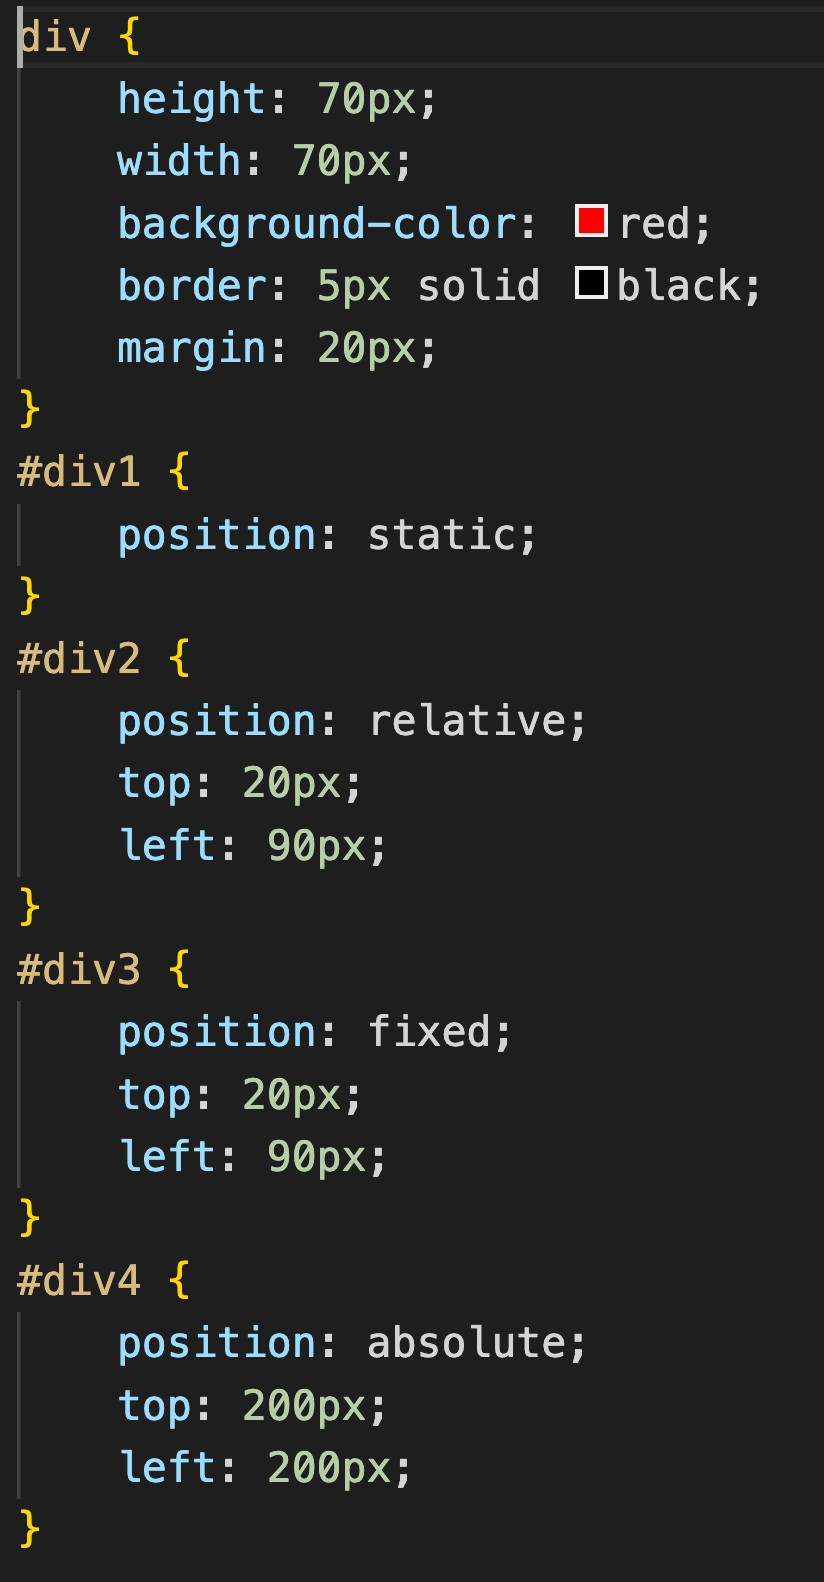 div {
    height: 70px;
    width: 70px;
    background-color: red;
    border: 5px solid black;
    margin: 20px;
}
#div1 {
    position: static;
}
#div2 {
    position: relative;
    top: 20px;
    left: 90px;
}
#div3 {
    position: fixed;
    top: 20px;
    left: 90px;
}
#div4 {
    position: absolute;
    top: 200px;
    left: 200px;
}